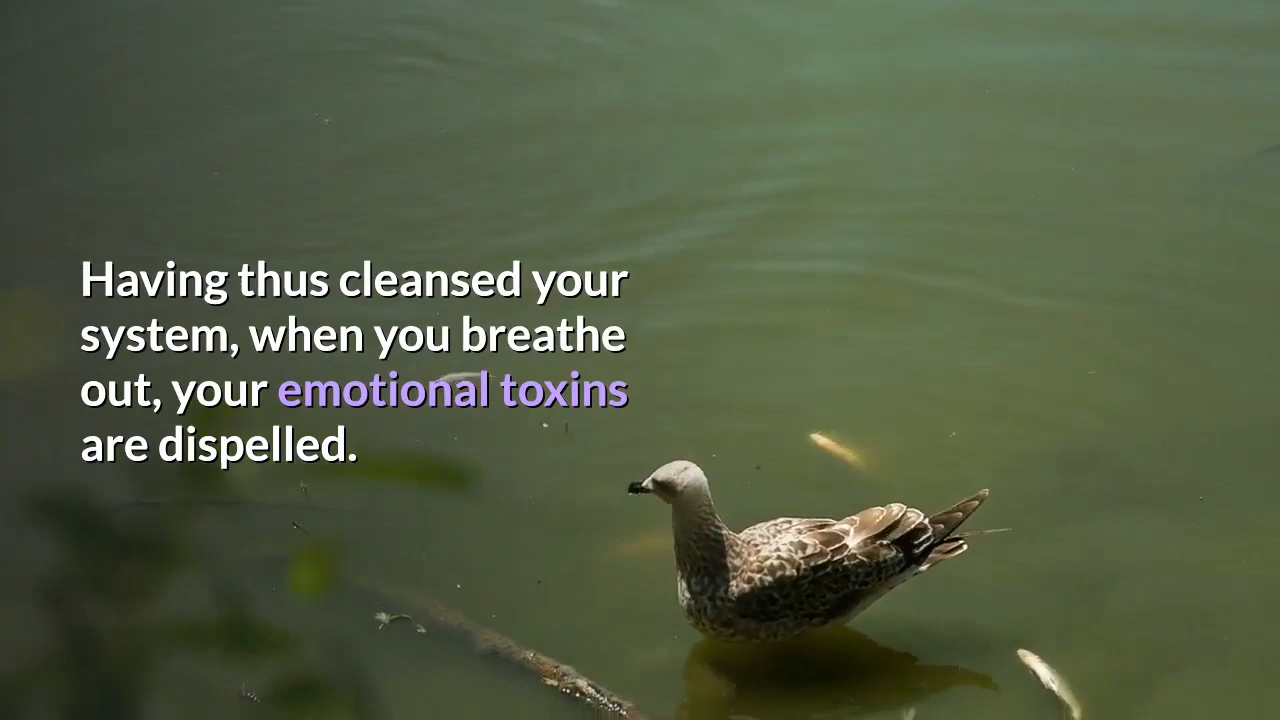 Having thus cleansed your
system, when you breathe
out, your emotional toxins
are dispelled.